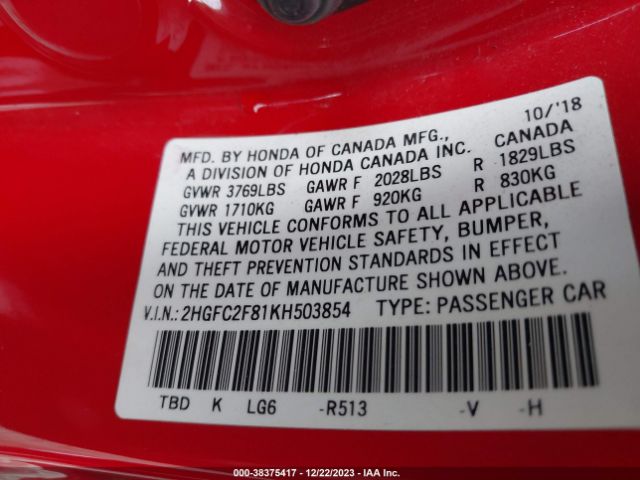 10/'18
MFD. BY HONDA OF CANADA MFG., CANADA
A DIVISION OF HONDA CANADA INC.
GVWR 3769LBS GAWR F 2028LBS R 1829LBS
GVWR 1710KG GAWR F 920KG R 830KG
THIS VEHICLE CONFORMS TO ALL APPLICABLE
FEDERAL MOTOR VEHICLE SAFETY, BUMPER,
AND THEFT PREVENTION STANDARDS IN EFFECT
ON THE DATE OF MANUFACTURE SHOWN ABOVE.
V.I.N.:2HGFC2F81KH503854 TYPE:PASSENGER CAR
TBD K LG6 -R513 -V -H
000-38375417 - 12/22/2023 - IAA Inc.